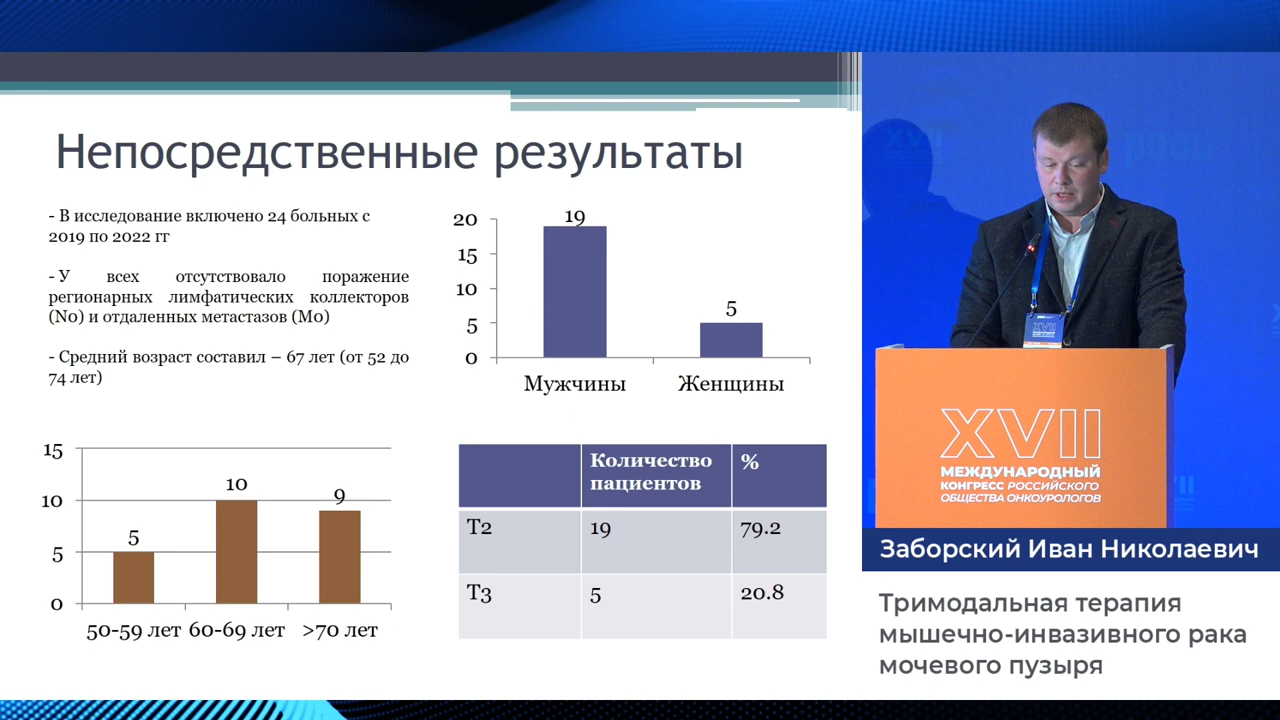 Непосредственные результаты
- В исследование включено 24 больных с
2019 по 2022 гг
- У всех отсутствовало поражение
регионарных лимфатических коллекторов
(N0) и отдаленных метастазов (M0)
- Средний возраст составил – 67 лет (от 52 до
74 лет)
20
15
10
5
0
19
5
Мужчины
Женщины
15
10
5
0
5
10
9
50-59 лет
60-69 лет
>70 лет
Количество
пациентов
%
T2
19
79.2
T3
5
20.8
XVII
XVII
МЕЖДУНАРОДНЫЙ
КОНГРЕСС РОССИЙСКОГО
ОБЩЕСТВА ОНКОУРОЛОГОВ
Заборский Иван Николаевич
Тримодальная терапия
мышечно-инвазивного рака
мочевого пузыря